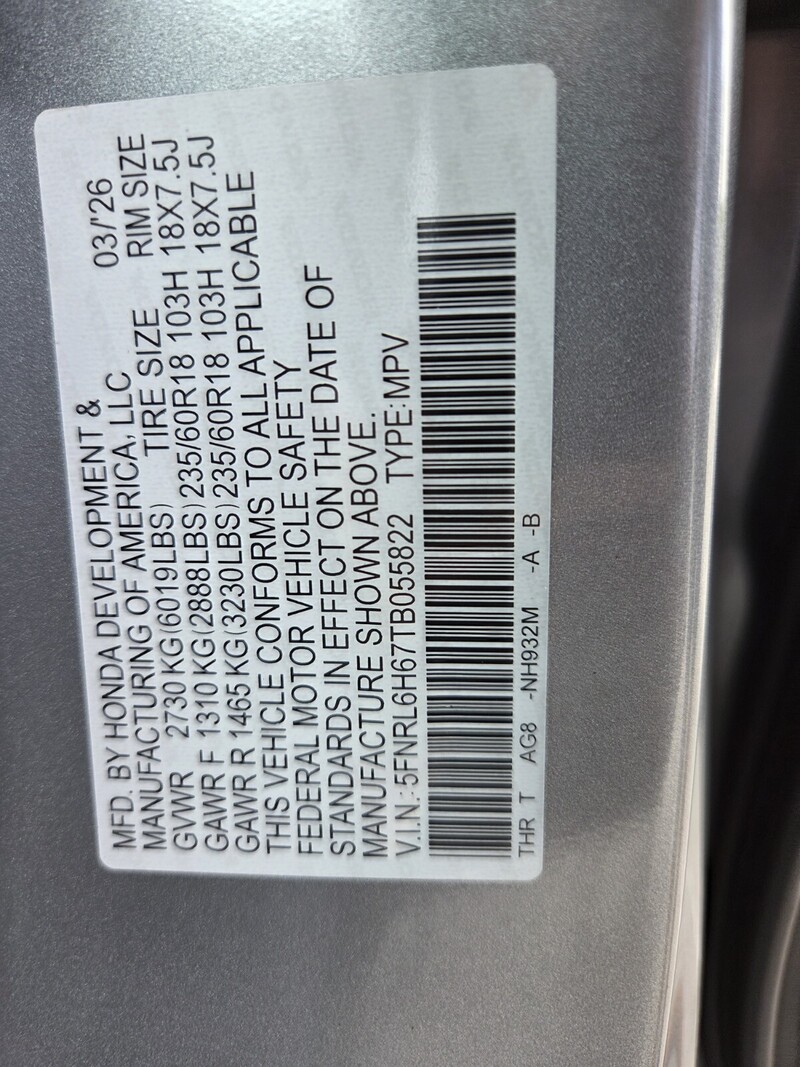 MFD. BY HONDA DEVELOPMENT &
MANUFACTURING OF AMERICA, LLC 03/'26
GVWR 2730 KG(6019LBS) TIRE SIZE RIM SIZE
GAWR F 1310 KG(2888LBS)235/60R18 103H 18X7.5J
GAWR R 1465 KG(3230LBS)235/60R18 103H 18X7.5J
THIS VEHICLE CONFORMS TO ALL APPLICABLE
FEDERAL MOTOR VEHICLE SAFETY
STANDARDS IN EFFECT ON THE DATE OF
MANUFACTURE SHOWN ABOVE.
V.I.N.:5FNRL6H67TB055822 TYPE:MPV
THR T AG8 -NH932M -A -B